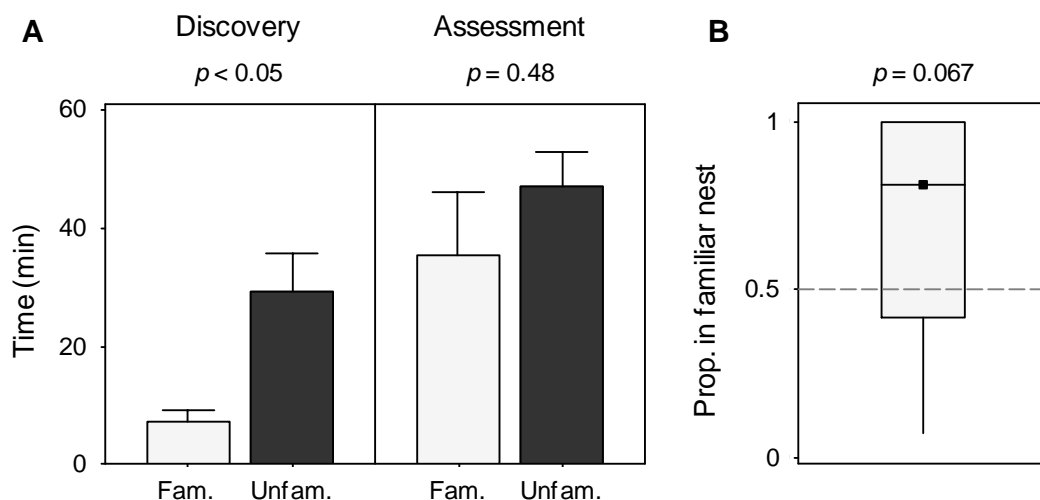 A
Discovery
Assessment
p < 0.05
p = 0.48
Time (min)
60
40
20
0
Fam.
Unfam.
Fam.
Unfam.
B
p = 0.067
Prop. in familiar nest
1
0.5
0